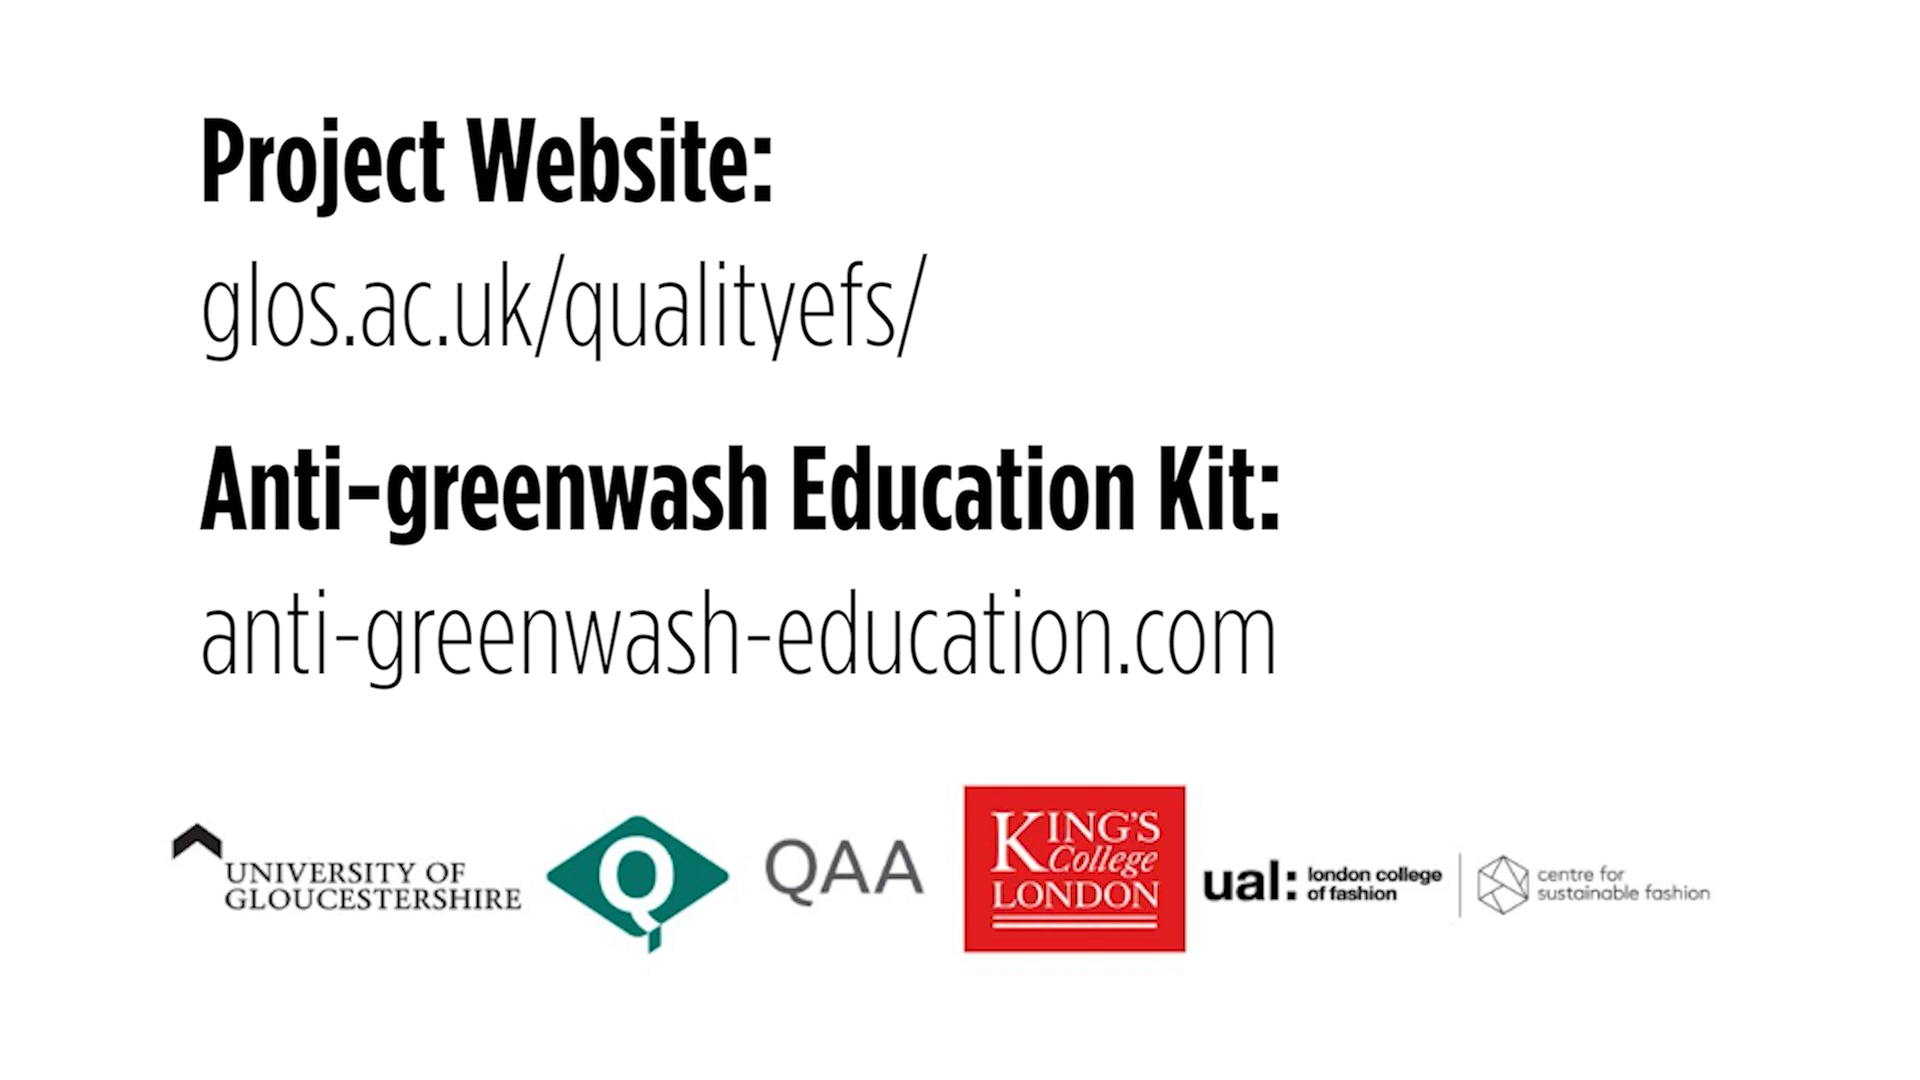 Project Website:
glos.ac.uk/qualityefs/
Anti-greenwash Education Kit:
anti-greenwash-education.com
UNIVERSITY OF
GLOUCESTERSHIRE
Q
QAA
KING'S
College
LONDON
ual:
london college
of fashion
centre for
sustainable fashion